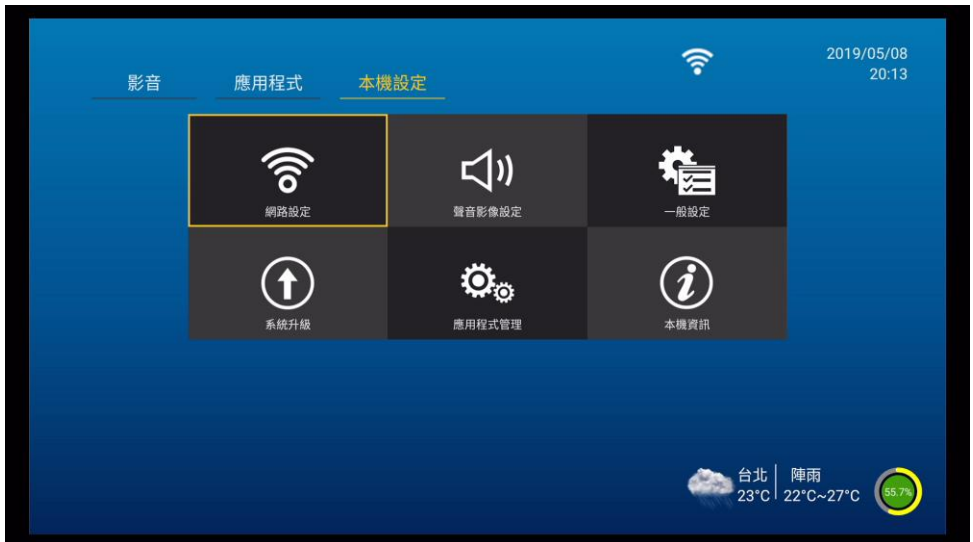 2019/05/08
20:13
影音 應用程式 本機設定
網路設定 聲音影像設定 一般設定
系統升級 應用程式管理 本機資訊
台北 陣雨
23°C 22°C~27°C
55.7%